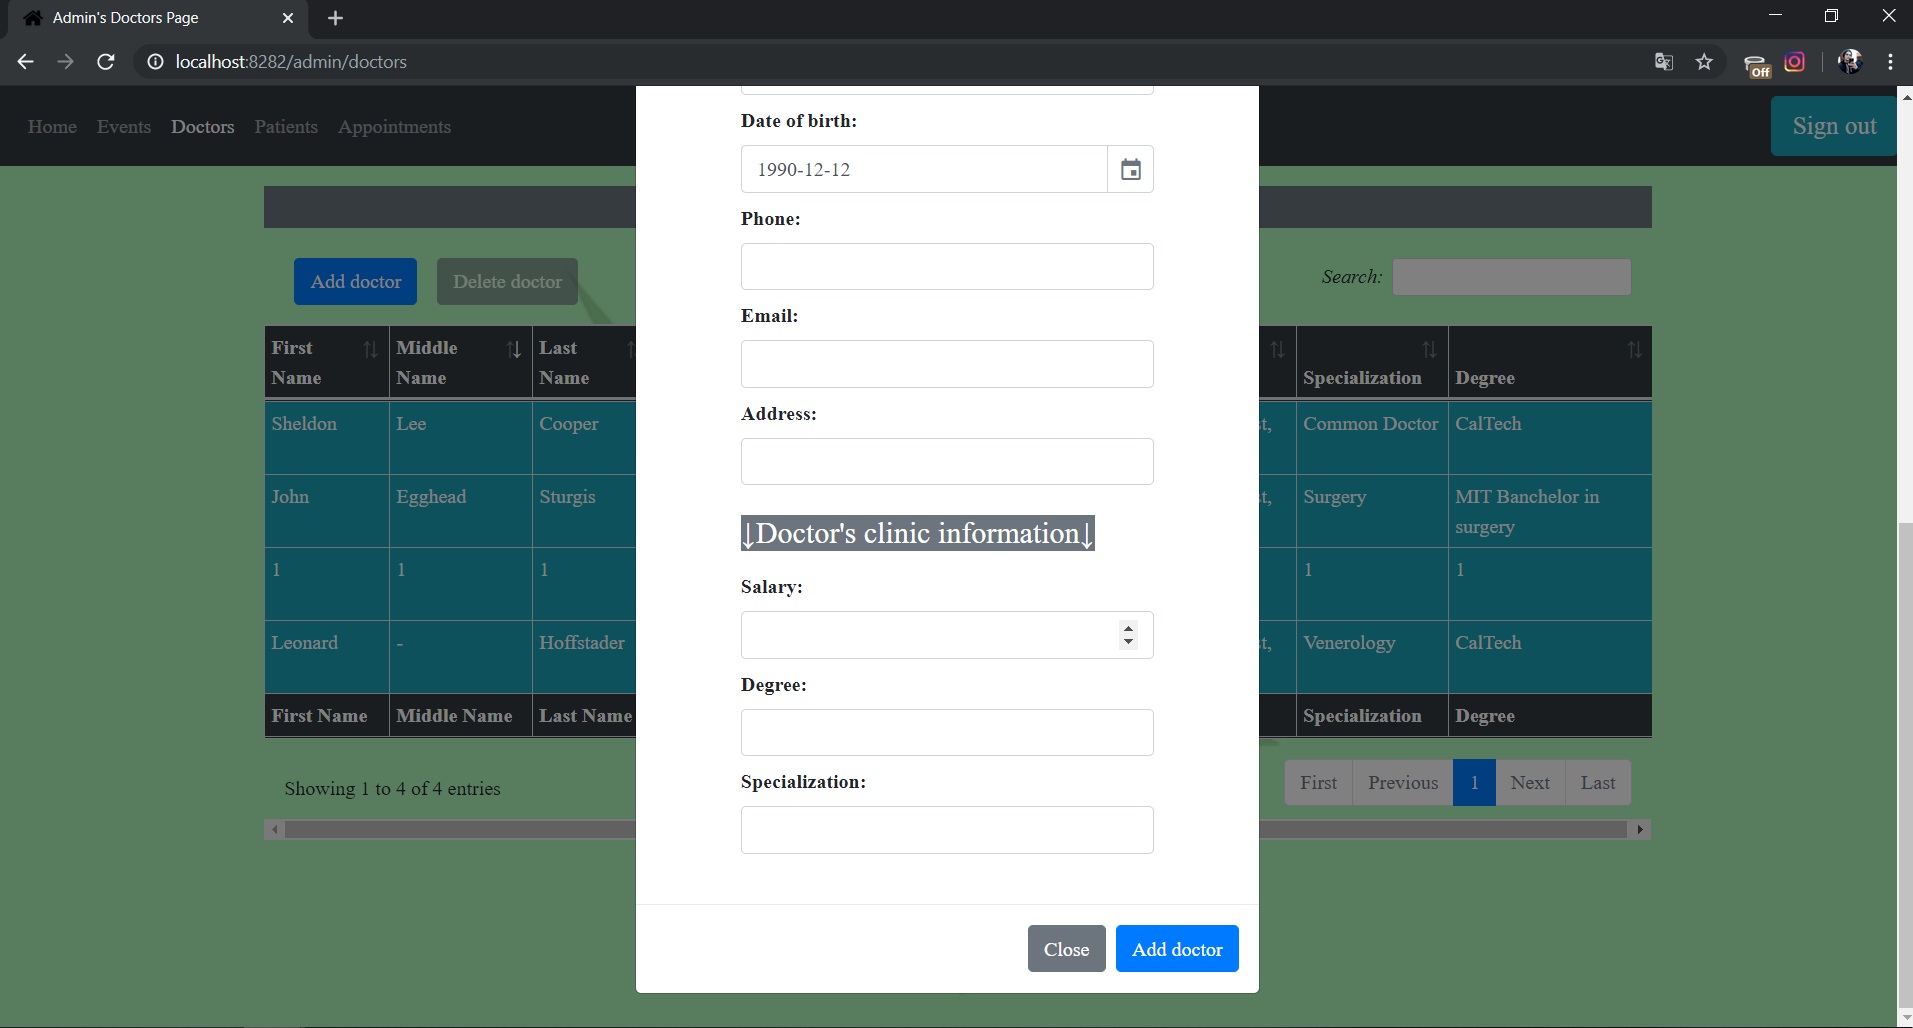 Admin's Doctors Page
localhost:8282/admin/doctors
Off
Home Events Doctors Patients Appointments
Sign out
Date of birth:
1990-12-12
Phone:
Add doctor Delete doctor
Search:
Email:
First Name Middle Name Last Name Specialization Degree
Address:
Sheldon Lee Cooper t, Common Doctor CalTech
John Egghead Sturgis t, Surgery MIT Banchelor in
surgery
↓Doctor's clinic information↓
1 1 1 1 1
Salary:
Leonard - Hoffstader t, Venerology CalTech
Degree:
First Name Middle Name Last Name Specialization Degree
Specialization:
Showing 1 to 4 of 4 entries
First Previous 1 Next Last
Close Add doctor